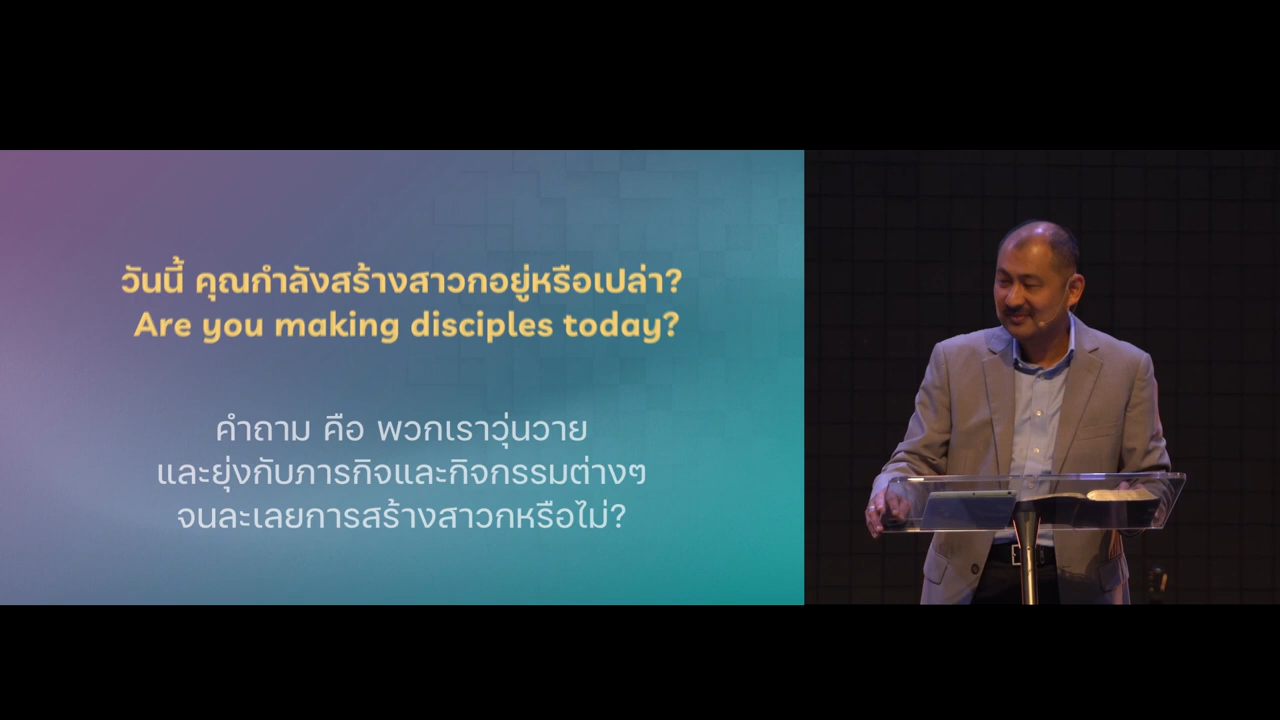 วันนี้ คุณกำลังสร้างสาวกอยู่หรือเปล่า?
Are you making disciples today?
คำถาม คือ พวกเราวุ่นวาย
และยุ่งกับภารกิจและกิจกรรมต่างๆ
จนละเลยการสร้างสาวกหรือไม่?